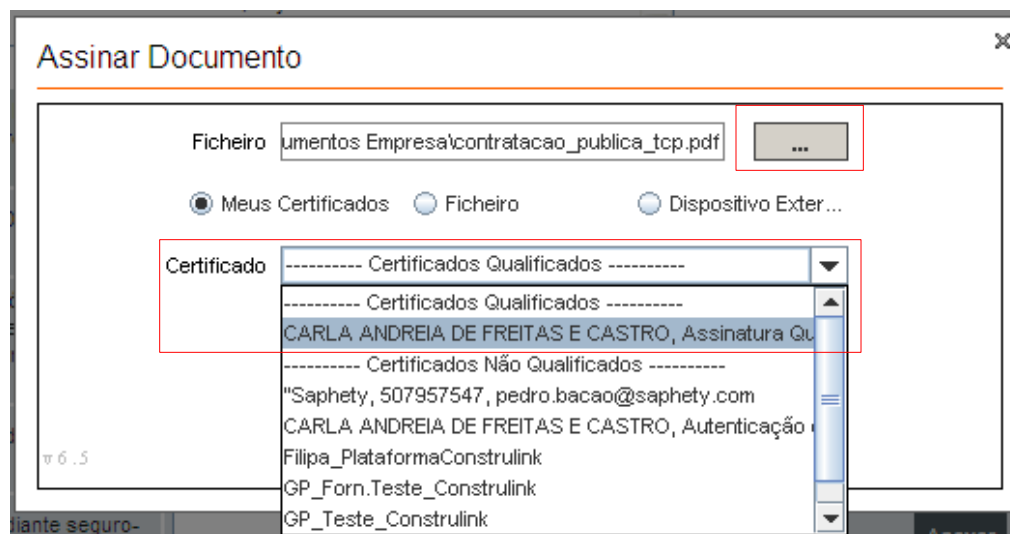 Assinar Documento
Ficheiro umentos Empresa\contratacao_publica_tcp.pdf ...
Meus Certificados Ficheiro Dispositivo Exter...
Certificado ---------- Certificados Qualificados ----------
---------- Certificados Qualificados ----------
CARLA ANDREIA DE FREITAS E CASTRO, Assinatura Qu
---------- Certificados Não Qualificados ----------
"Saphety, 507957547, pedro.bacao@saphety.com
CARLA ANDREIA DE FREITAS E CASTRO, Autenticação
Filipa_PlataformaConstrulink
π 6.5
GP_Forn.Teste_Construlink
GP_Teste_Construlink
diante seguro-